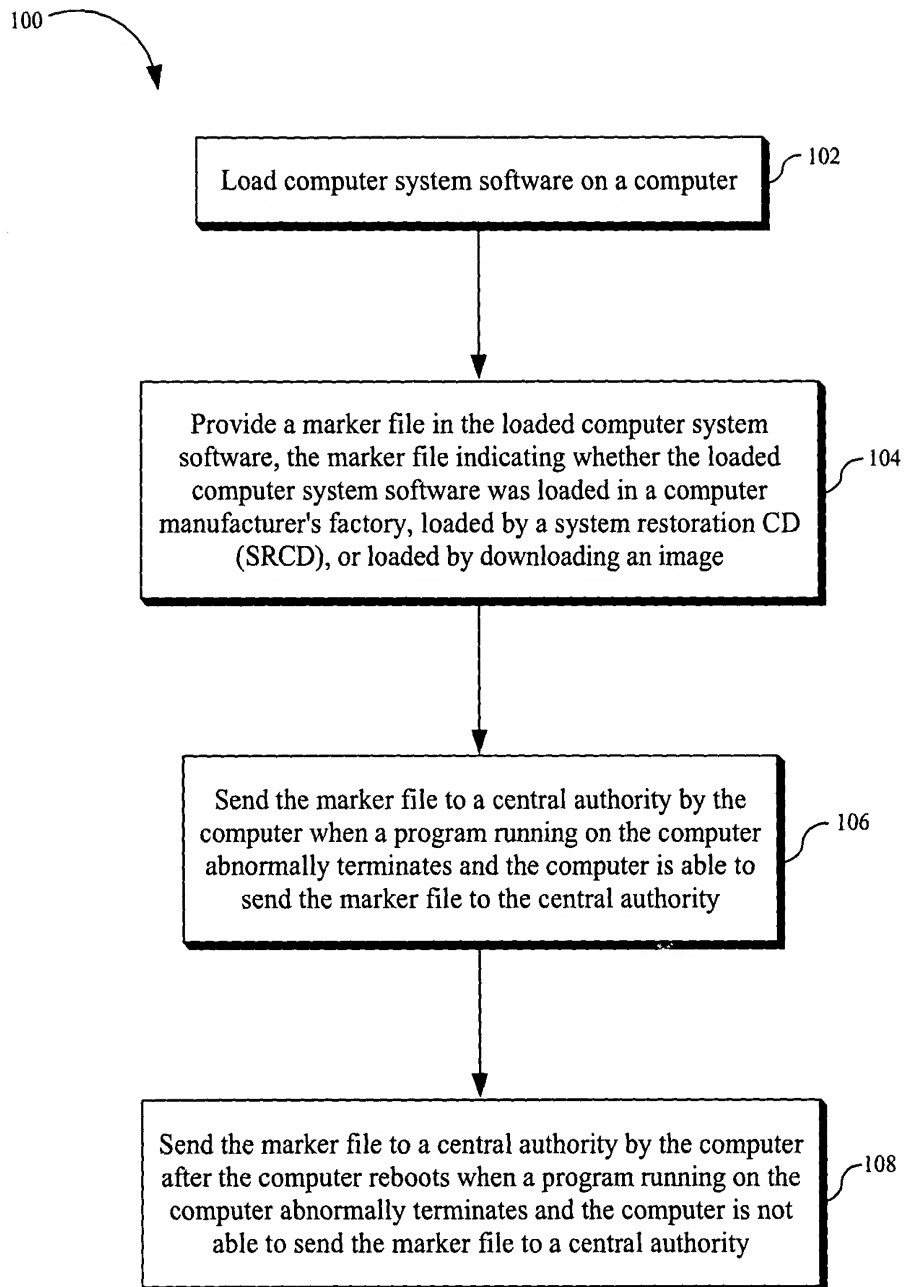 100
Load computer system software on a computer
102
Provide a marker file in the loaded computer system
software, the marker file indicating whether the loaded
computer system software was loaded in a computer
manufacturer's factory, loaded by a system restoration CD
(SRCD), or loaded by downloading an image
104
Send the marker file to a central authority by the
computer when a program running on the computer
abnormally terminates and the computer is able to
send the marker file to the central authority
106
Send the marker file to a central authority by the computer
after the computer reboots when a program running on the
computer abnormally terminates and the computer is not
able to send the marker file to a central authority
108